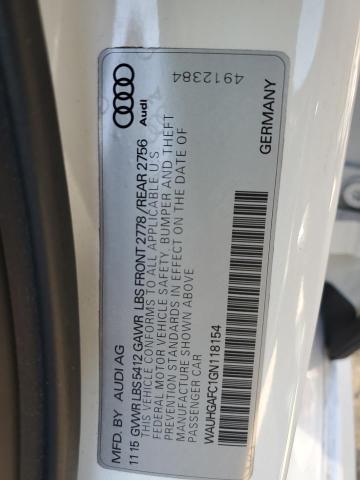 MFD. BY AUDI AG
1115 GVWR LBS 5412 GAWR LBS FRONT 2778/REAR 2756
THIS VEHICLE CONFORMS TO ALL APPLICABLE U.S
FEDERAL MOTOR VEHICLE SAFETY, BUMPER AND THEFT
PREVENTION STANDARDS IN EFFECT ON THE DATE OF
MANUFACTURE SHOWN ABOVE
PASSENGER CAR
WAUHGAFC1GN118154
Audi
4912384
GERMANY